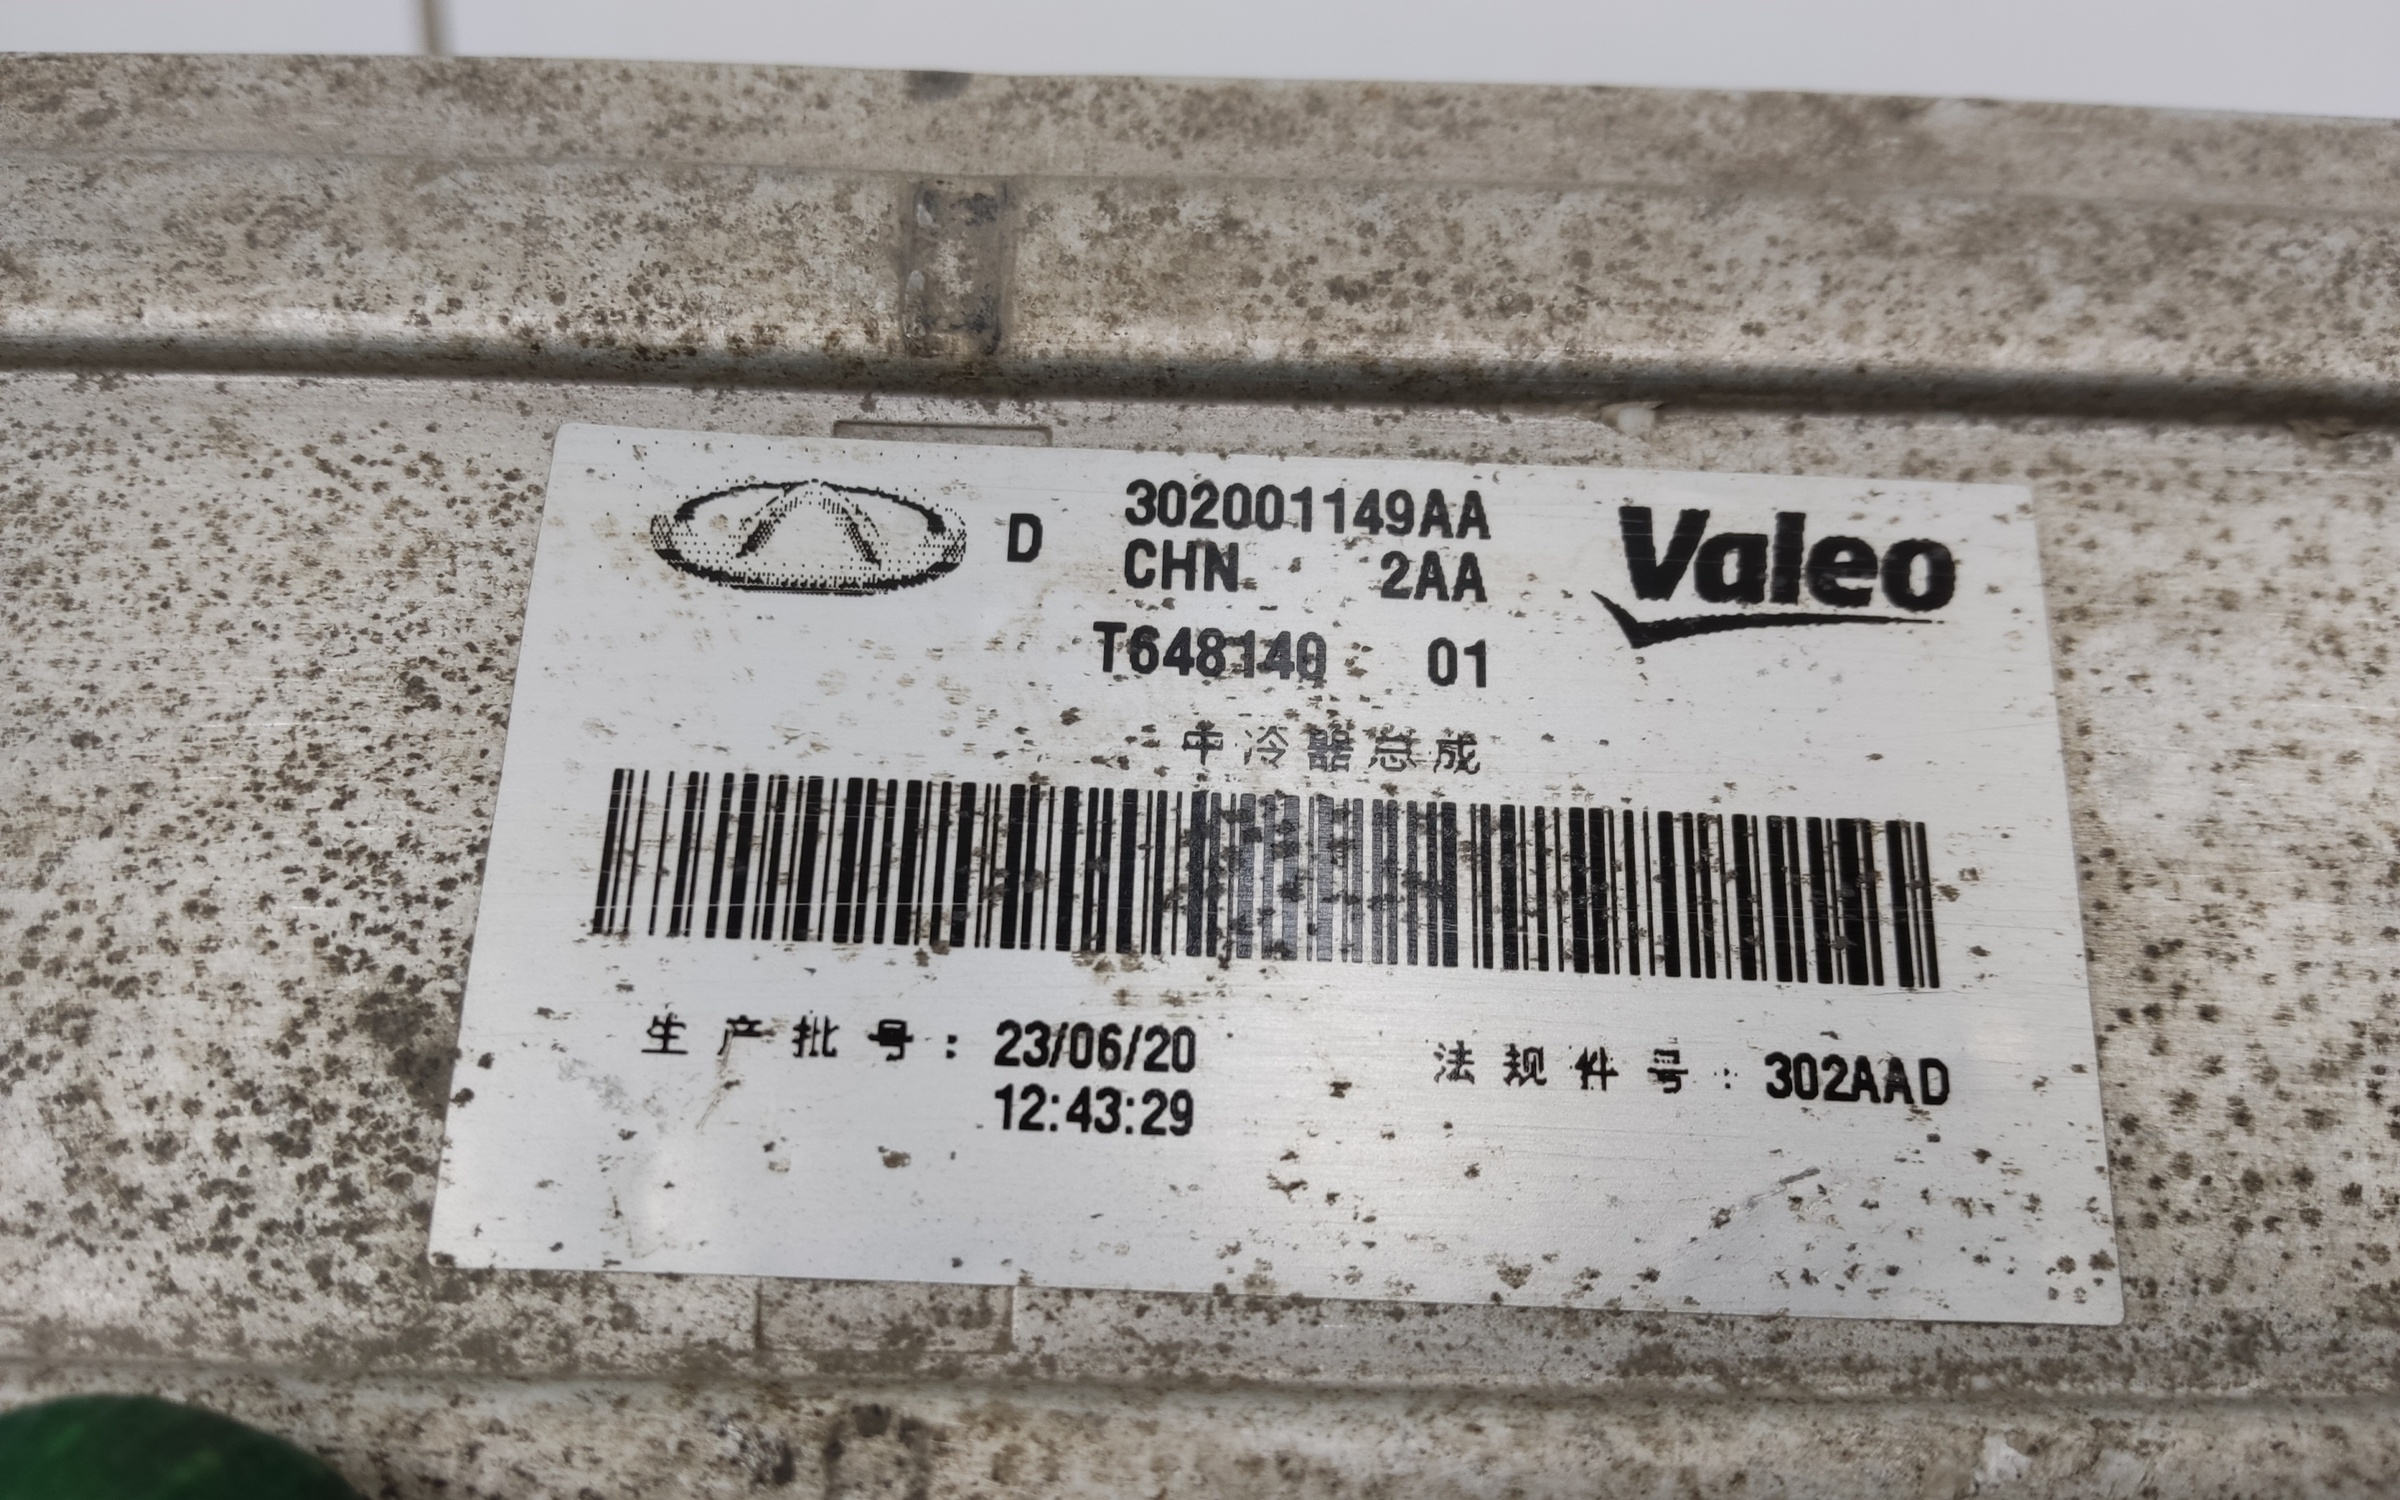 D 302001149AA
CHN 2AA
Valeo
T648140 01
中冷器总成
生产批号: 23/06/20
12:43:29
法规件号: 302AAD